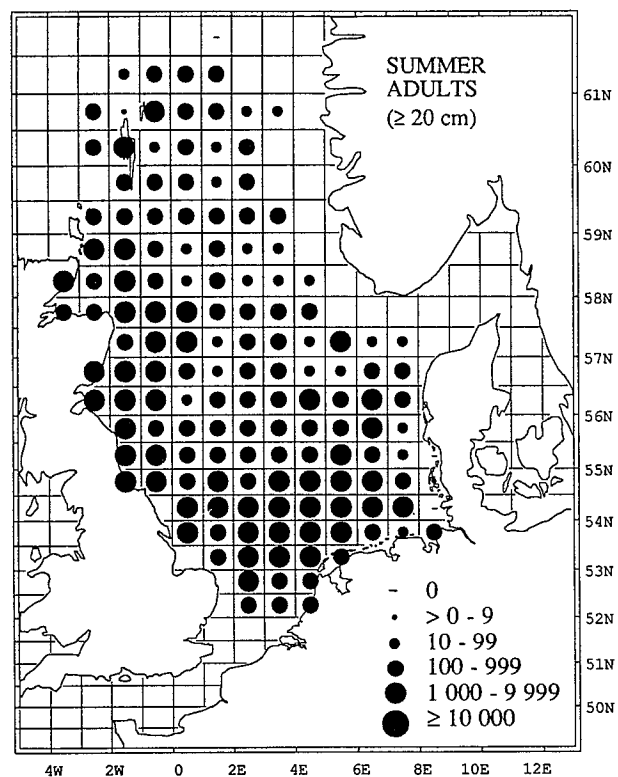 SUMMER
ADULTS
(≥ 20 cm)
61N
60N
59N
58N
57N
56N
55N
54N
53N
52N
51N
50N
- 0
> 0 - 9
10 - 99
100 - 999
1 000 - 9 999
≥ 10 000
4W 2W 0 2E 4E 6E 8E 10E 12E